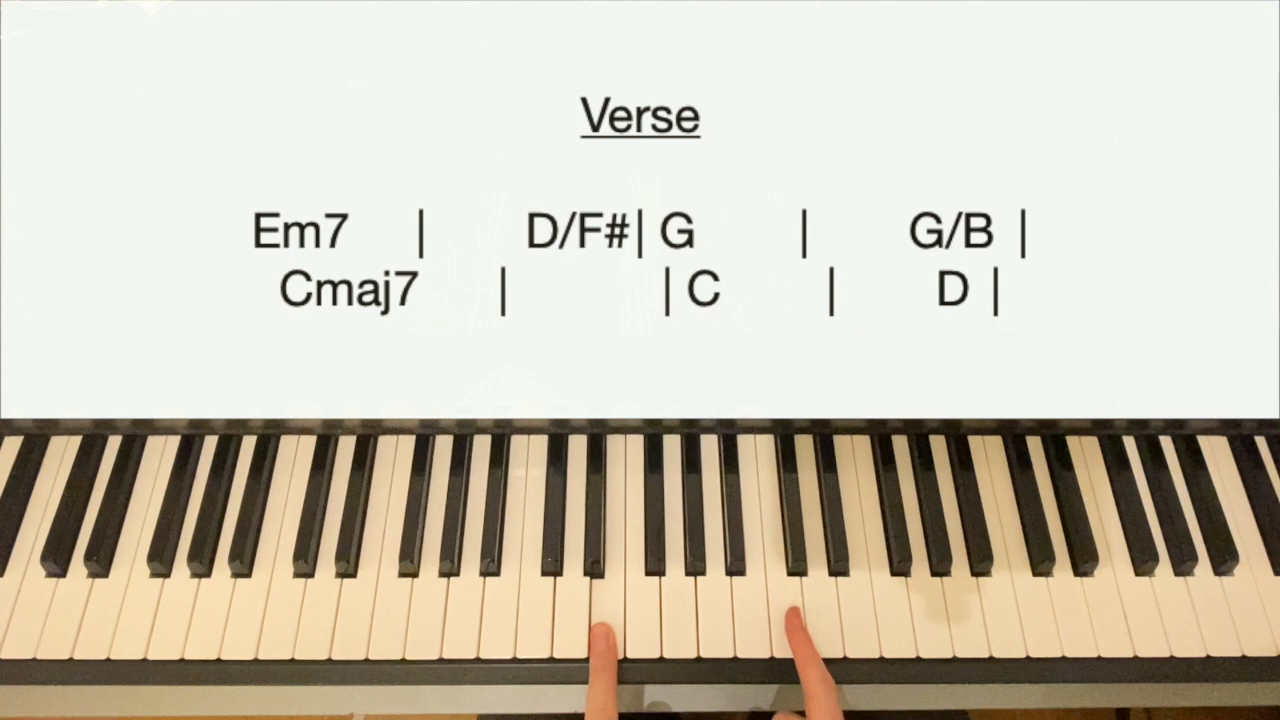 Verse
Em7 | D/F#| G | G/B |
Cmaj7 | | C | D |